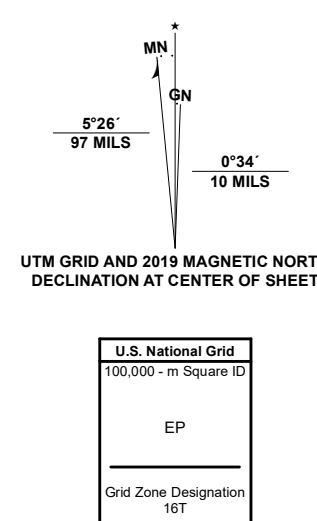 ★
MN
GN
5°26´
97 MILS
0°34´
10 MILS
UTM GRID AND 2019 MAGNETIC NORT
DECLINATION AT CENTER OF SHEET
U.S. National Grid
100,000 - m Square ID
EP
Grid Zone Designation
16T